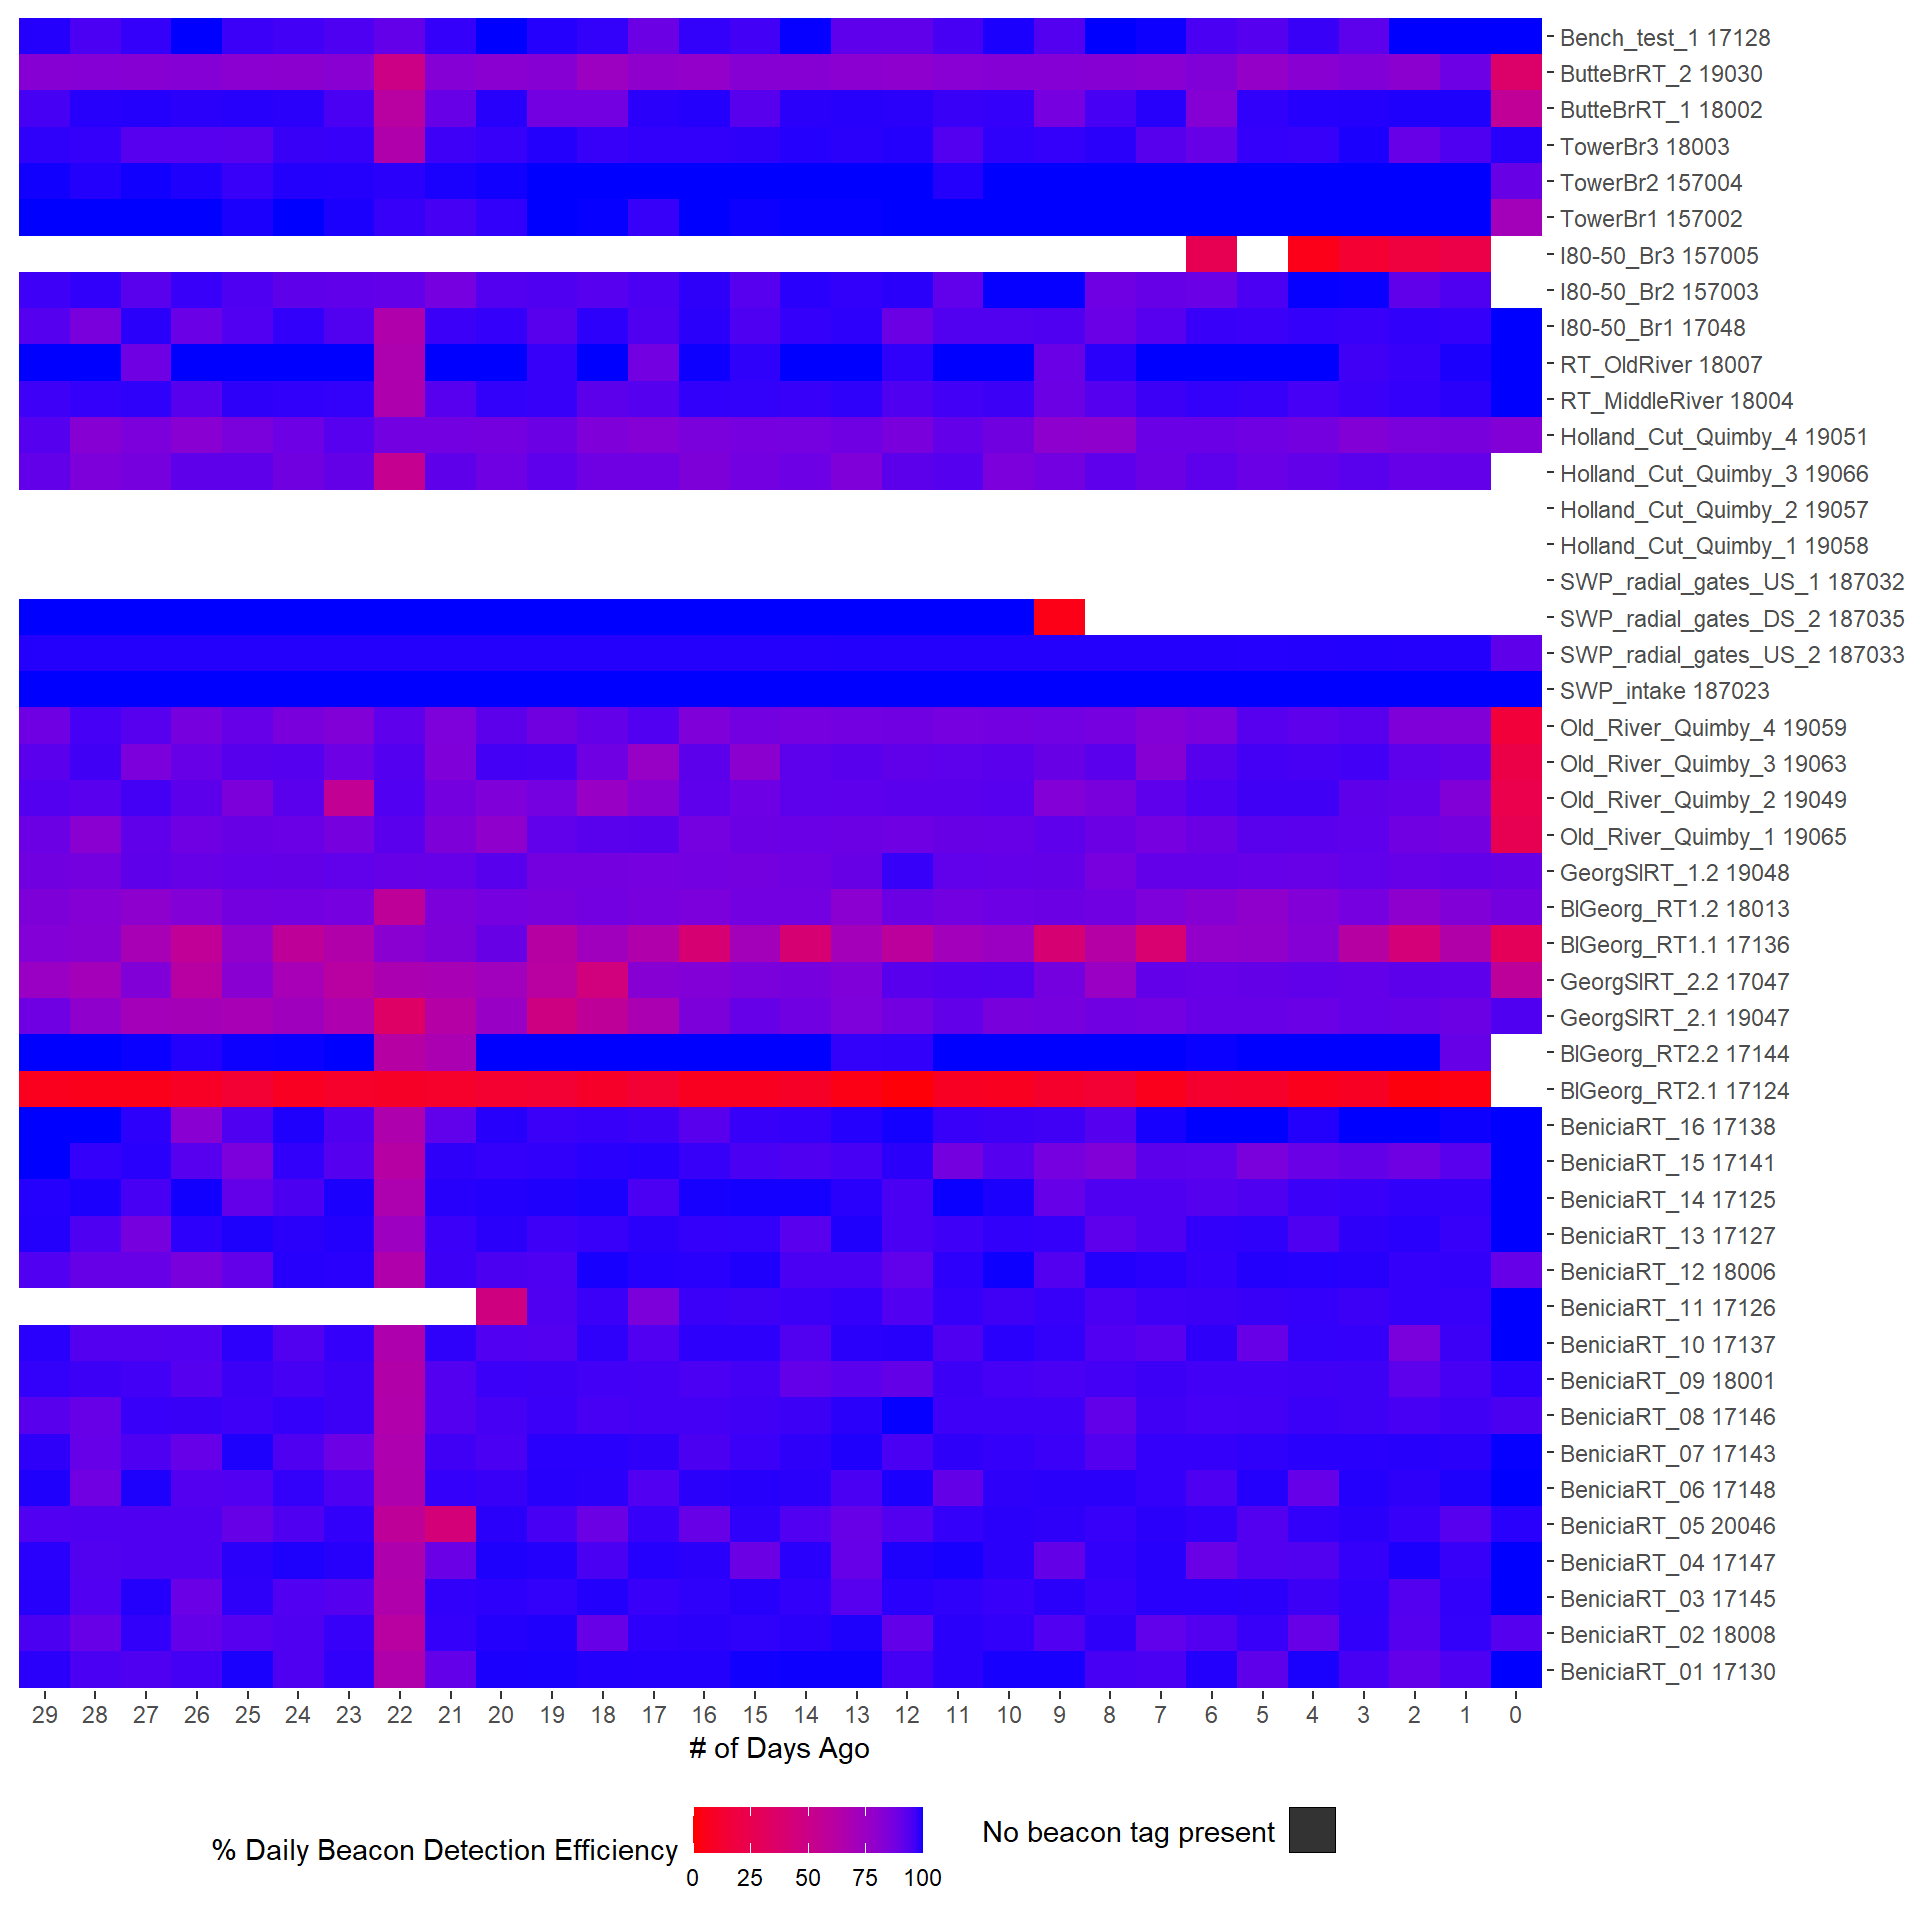 Bench_test_1 17128
ButteBrRT_2 19030
ButteBrRT_1 18002
TowerBr3 18003
TowerBr2 157004
TowerBr1 157002
I80-50_Br3 157005
I80-50_Br2 157003
I80-50_Br1 17048
RT_OldRiver 18007
RT_MiddleRiver 18004
Holland_Cut_Quimby_4 19051
Holland_Cut_Quimby_3 19066
Holland_Cut_Quimby_2 19057
Holland_Cut_Quimby_1 19058
SWP_radial_gates_US_1 187032
SWP_radial_gates_DS_2 187035
SWP_radial_gates_US_2 187033
SWP_intake 187023
Old_River_Quimby_4 19059
Old_River_Quimby_3 19063
Old_River_Quimby_2 19049
Old_River_Quimby_1 19065
GeorgSlRT_1.2 19048
BlGeorg_RT1.2 18013
BlGeorg_RT1.1 17136
GeorgSlRT_2.2 17047
GeorgSlRT_2.1 19047
BlGeorg_RT2.2 17144
BlGeorg_RT2.1 17124
BeniciaRT_16 17138
BeniciaRT_15 17141
BeniciaRT_14 17125
BeniciaRT_13 17127
BeniciaRT_12 18006
BeniciaRT_11 17126
BeniciaRT_10 17137
BeniciaRT_09 18001
BeniciaRT_08 17146
BeniciaRT_07 17143
BeniciaRT_06 17148
BeniciaRT_05 20046
BeniciaRT_04 17147
BeniciaRT_03 17145
BeniciaRT_02 18008
BeniciaRT_01 17130
29 28 27 26 25 24 23 22 21 20 19 18 17 16 15 14 13 12 11 10 9 8 7 6 5 4 3 2 1 0
# of Days Ago
% Daily Beacon Detection Efficiency
0 25 50 75 100
No beacon tag present